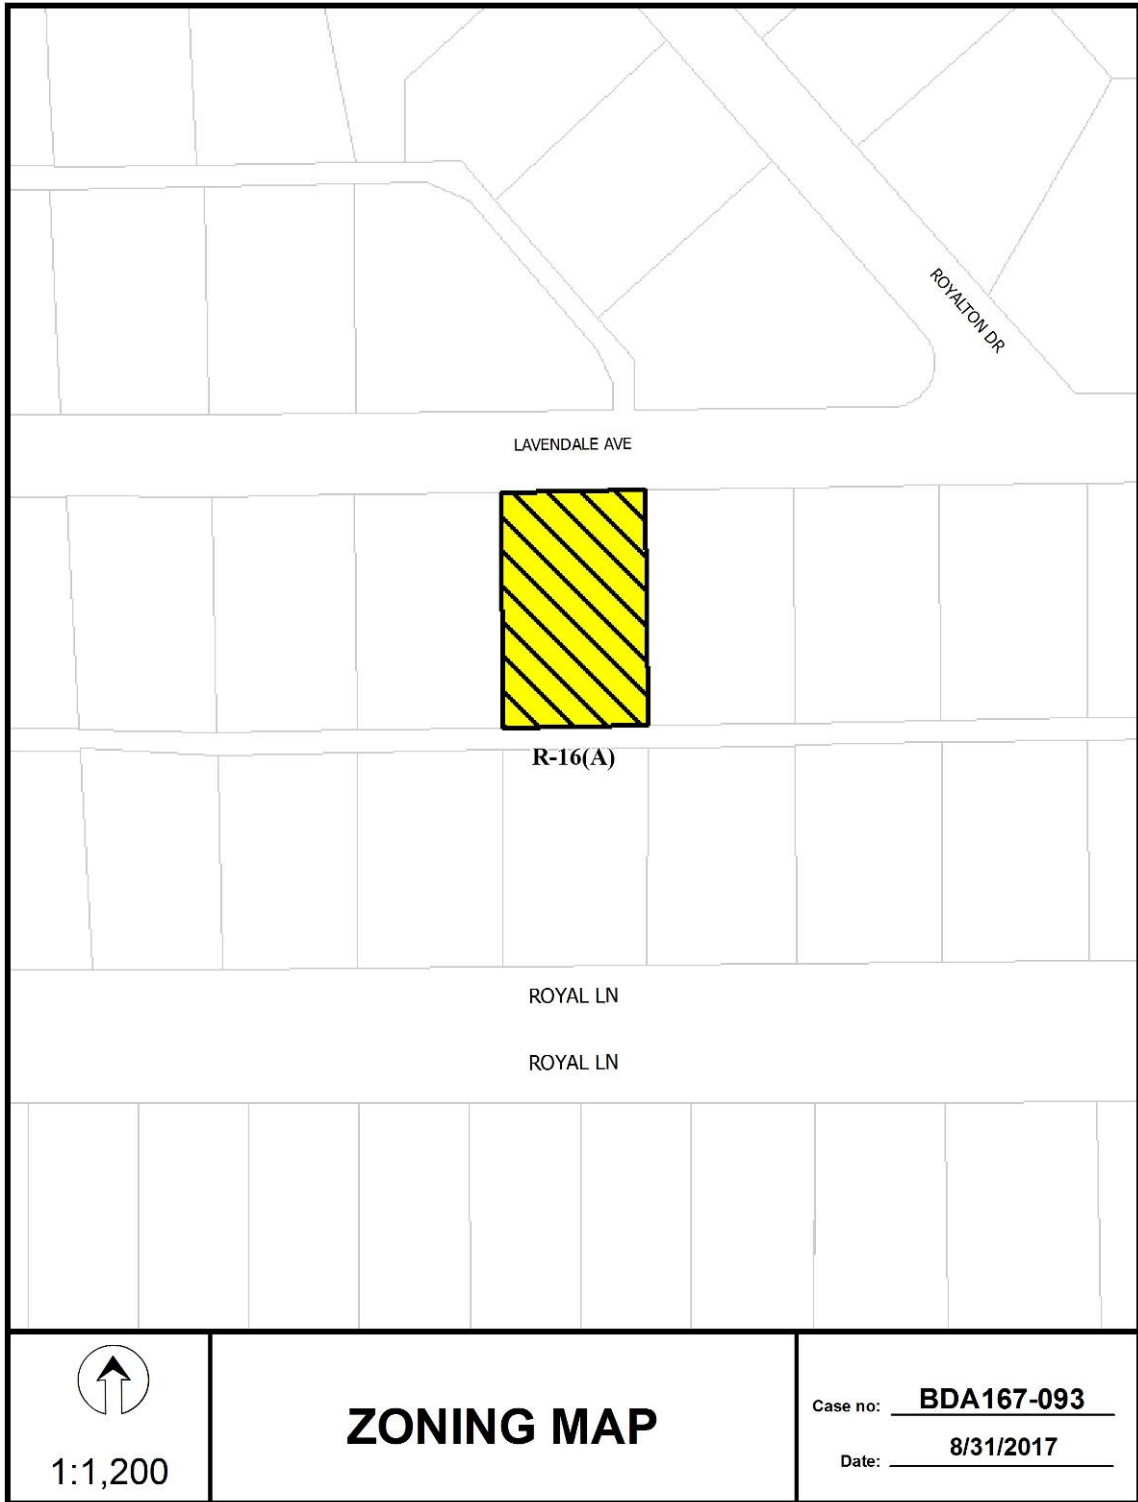 ROYALTON DR
LAVENDALE AVE
R-16(A)
ROYAL LN
ROYAL LN
1:1,200
ZONING MAP
Case no: BDA167-093
Date: 8/31/2017